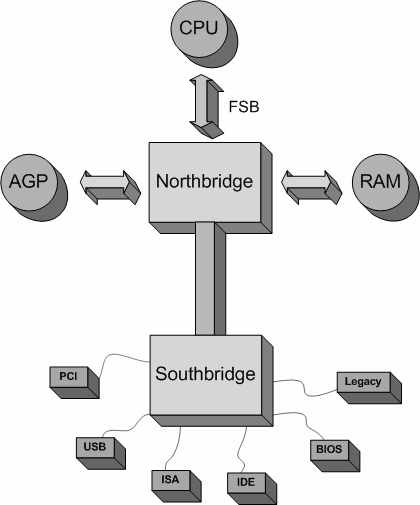 CPU
FSB
AGP
Northbridge
RAM
Southbridge
PCI
Legacy
USB
BIOS
ISA
IDE